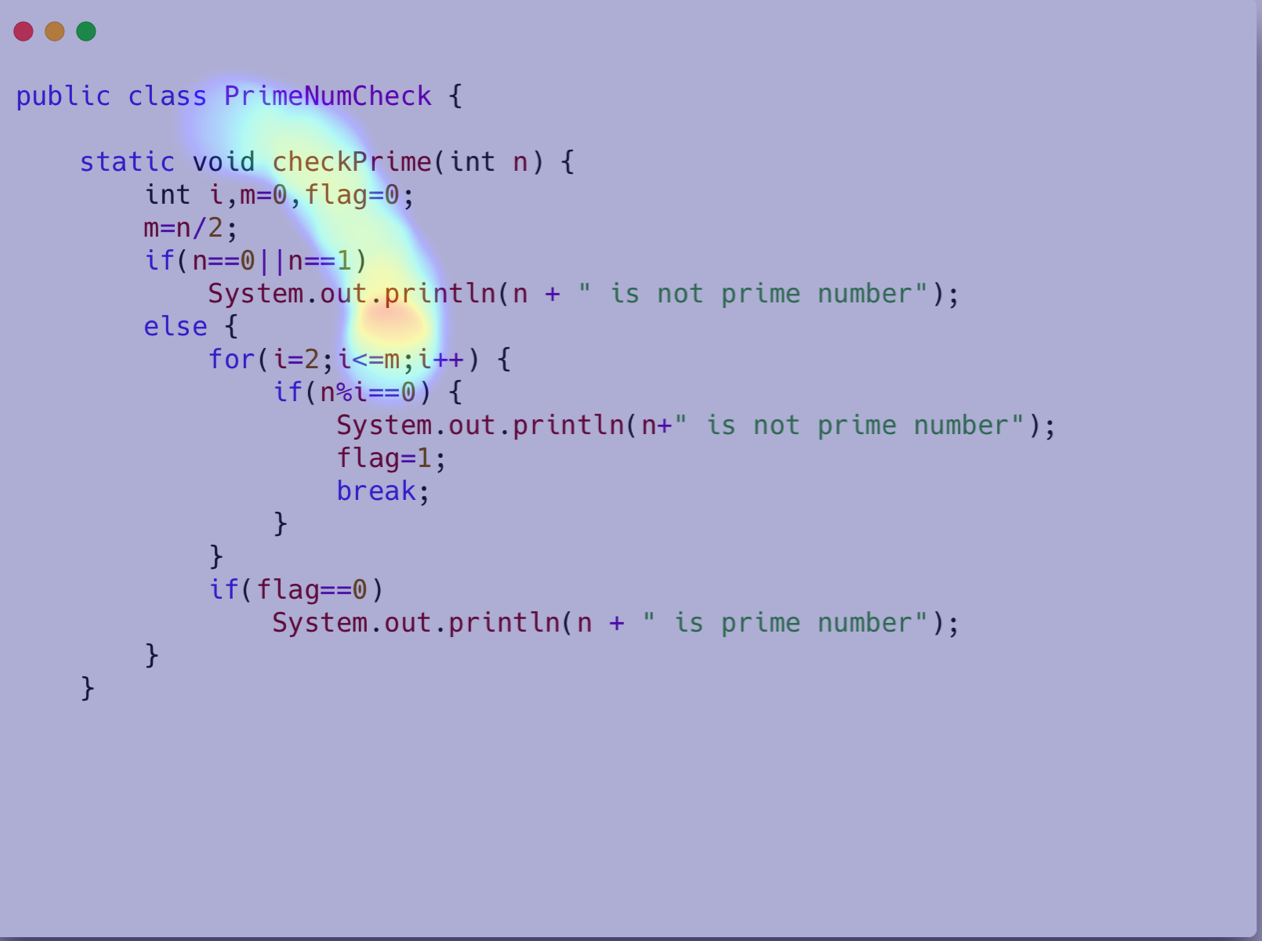 public class PrimeNumCheck {
static void checkPrime(int n) {
int i,m=0,flag=0;
m=n/2;
if(n==0||n==1)
System.out.println(n + " is not prime number");
else {
for(i=2;i<=m;i++) {
if(n%i==0) {
System.out.println(n+" is not prime number");
flag=1;
break;
}
}
if(flag==0)
System.out.println(n + " is prime number");
}
}